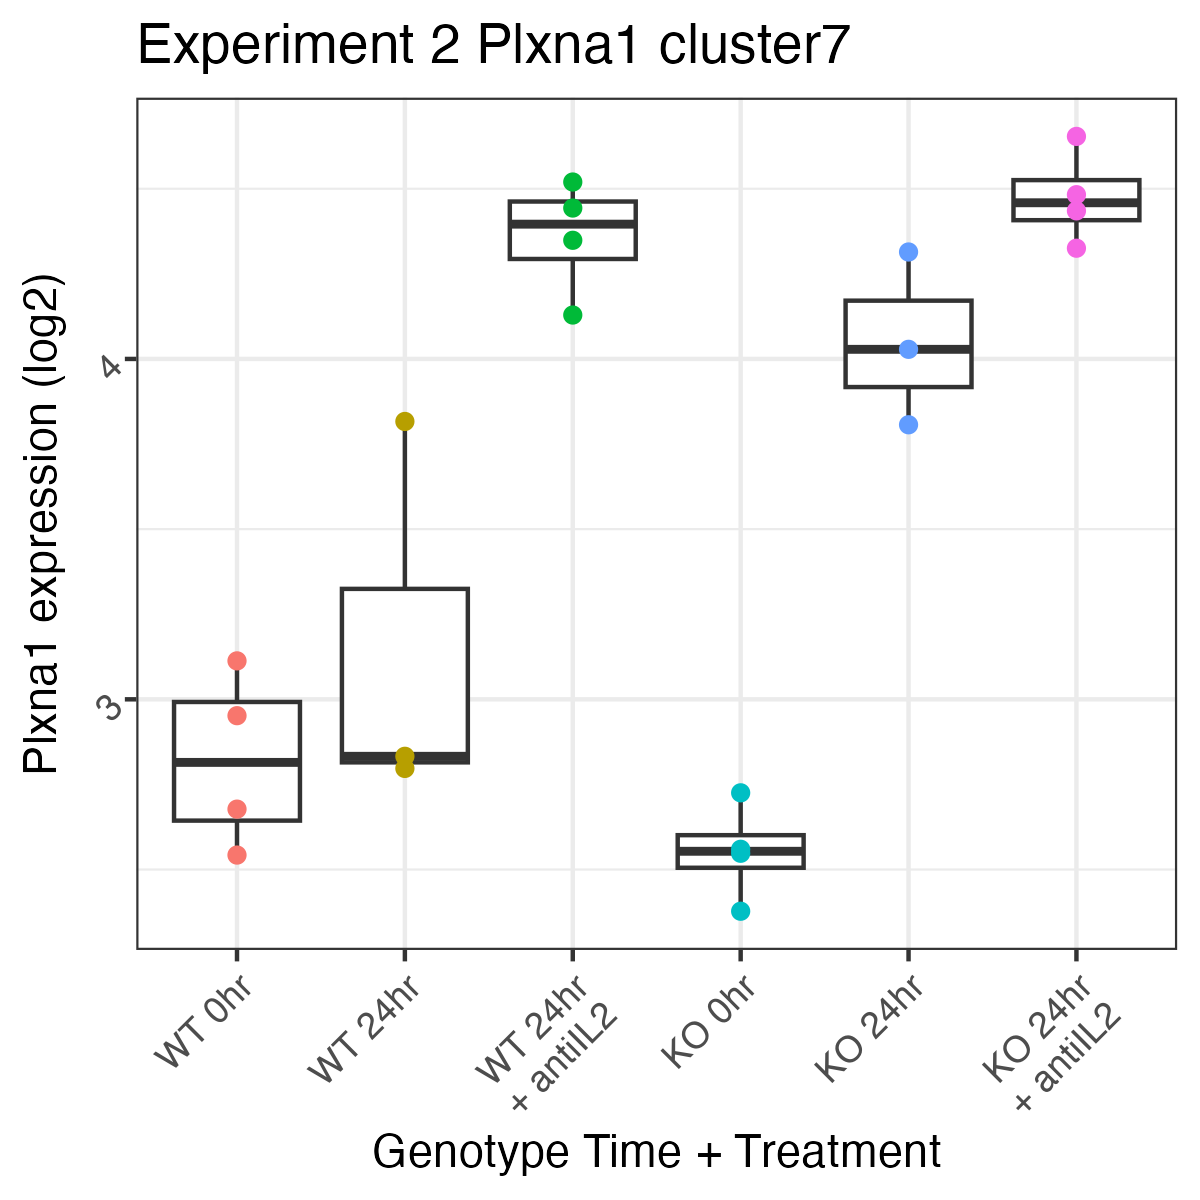 Experiment 2 Plxna1 cluster7
Plxna1 expression (log2)
4
3
WT 0hr
WT 24hr
WT 24hr
+ antiIL2
KO 0hr
KO 24hr
KO 24hr
+ antiIL2
Genotype Time + Treatment